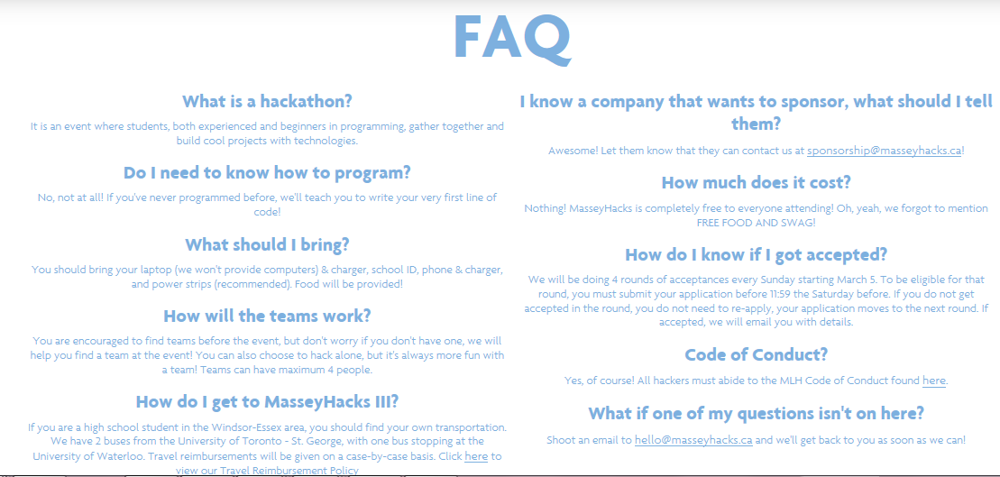 FAQ
What is a hackathon?
It is an event where students, both experienced and beginners in programming, gather together and
build cool projects with technologies.
Do I need to know how to program?
No, not at all! If you've never programmed before, we'll teach you to write your very first line of
code!
What should I bring?
You should bring your laptop (we won't provide computers) & charger, school ID, phone & charger,
and power strips (recommended). Food will be provided!
How will the teams work?
You are encouraged to find teams before the event, but don't worry if you don't have one, we will
help you find a team at the event! You can also choose to hack alone, but it's always more fun with
a team! Teams can have maximum 4 people.
How do I get to MasseyHacks III?
If you are a high school student in the Windsor-Essex area, you should find your own transportation.
We have 2 buses from the University of Toronto - St. George, with one bus stopping at the
University of Waterloo. Travel reimbursements will be given on a case-by-case basis. Click here to
view our Travel Reimbursement Policy
I know a company that wants to sponsor, what should I tell
them?
Awesome! Let them know that they can contact us at sponsorship@masseyhacks.ca!
How much does it cost?
Nothing! MasseyHacks is completely free to everyone attending! Oh, yeah, we forgot to mention
FREE FOOD AND SWAG!
How do I know if I got accepted?
We will be doing 4 rounds of acceptances every Sunday starting March 5. To be eligible for that
round, you must submit your application before 11:59 the Saturday before. If you do not get
accepted in the round, you do not need to re-apply, your application moves to the next round. If
accepted, we will email you with details.
Code of Conduct?
Yes, of course! All hackers must abide to the MLH Code of Conduct found here.
What if one of my questions isn't on here?
Shoot an email to hello@masseyhacks.ca and we'll get back to you as soon as we can!